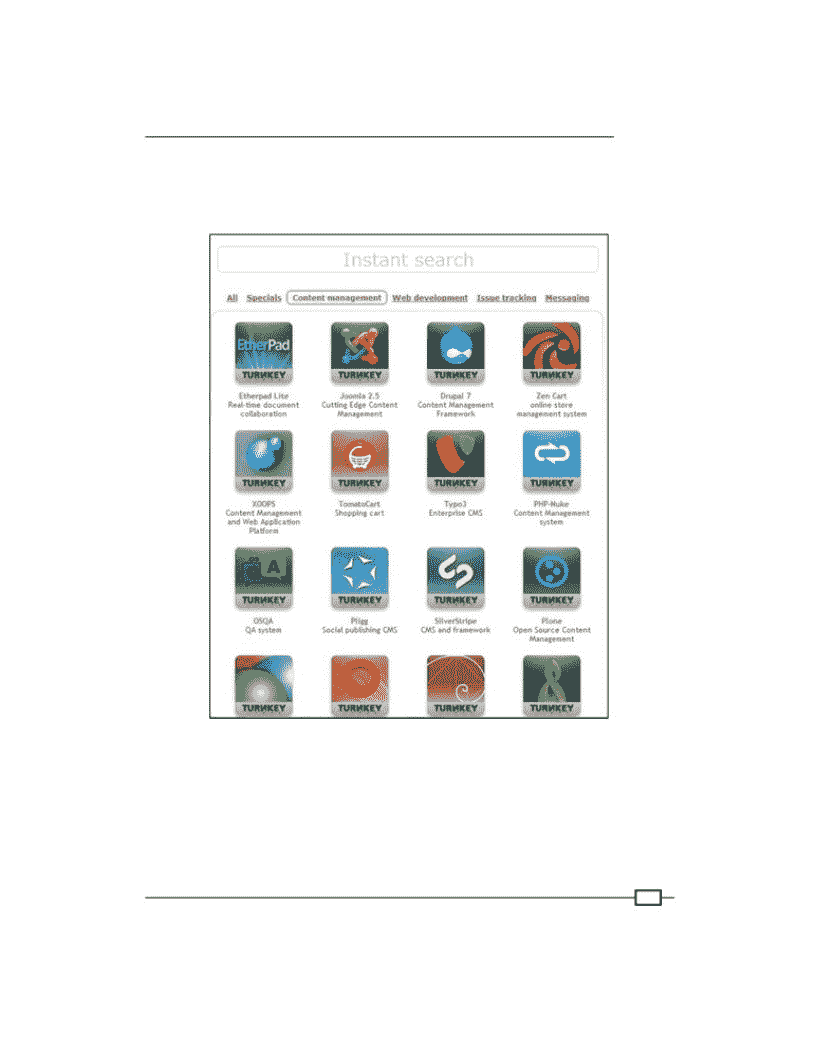 Instant search
All Specials Content management Web development Issue tracking Messaging
EtherPad
TURNKEY TURNKEY TURNKEY TURNKEY
Etherpad Lite
Real-time document
collaboration
Joomla 2.5
Cutting Edge Content
Management
Drupal 7
Content Management
Framework
Zen Cart
online store
management system
TURNKEY TURNKEY TURNKEY TURNKEY
XOOPS
Content Management
and Web Application
Platform
TomatoCart
Shopping cart
Typo3
Enterprise CMS
PHP-Nuke
Content Management
system
A
TURNKEY TURNKEY TURNKEY TURNKEY
OSQA
QA system
Pligg
Social publishing CMS
SilverStripe
CMS and framework
Plone
Open Source Content
Management
TURNKEY TURNKEY TURNKEY TURNKEY